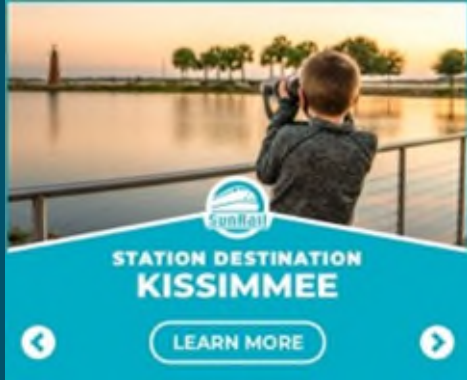 SunRail
STATION DESTINATION
KISSIMMEE
LEARN MORE